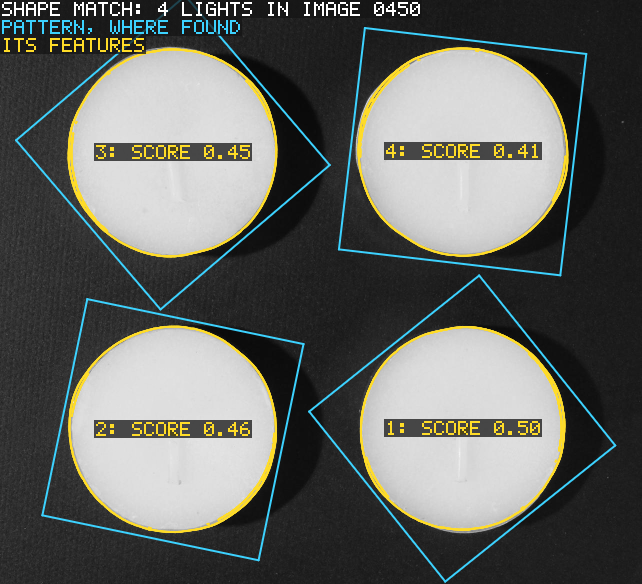 SHAPE MATCH: 4 LIGHTS IN IMAGE 0450
PATTERN, WHERE FOUND
ITS FEATURES
3: SCORE 0.45
4: SCORE 0.41
2: SCORE 0.46
1: SCORE 0.50